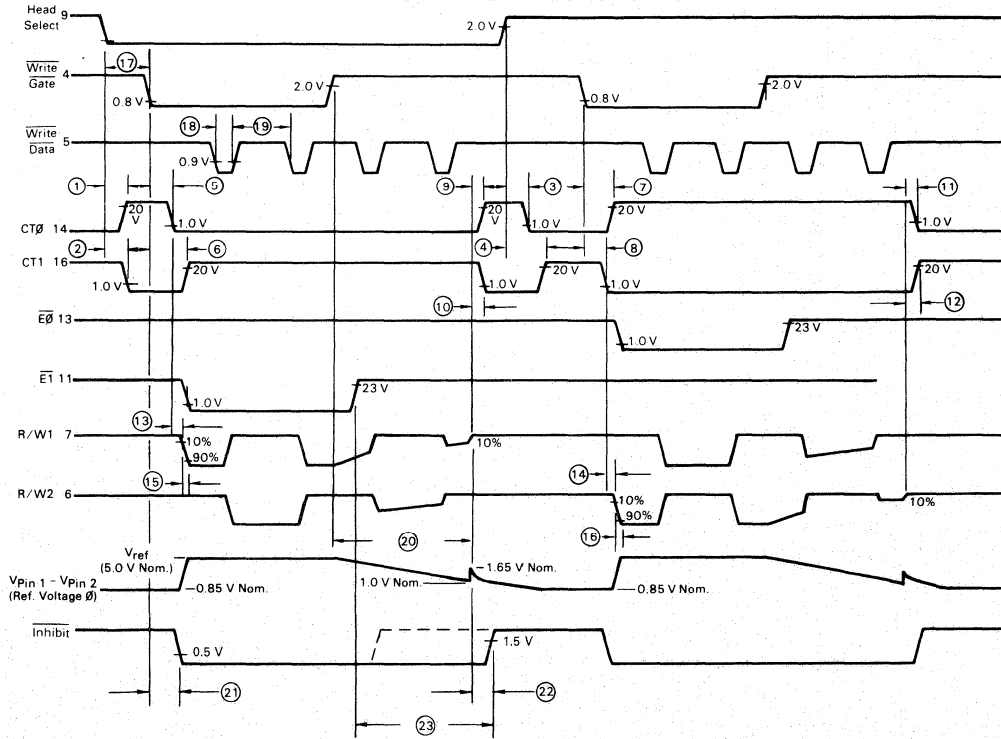 Head
Select 9
2.0 V
17
Write
Gate 4
0.8 V
2.0 V
0.8 V
2.0 V
18
19
Write
Data 5
0.9 V
1
5
9
3
7
11
20
V
1.0 V
20
V
1.0 V
20 V
1.0 V
CTØ 14
2
6
4
8
CT1 16
1.0 V
20 V
1.0 V
20 V
1.0 V
20 V
10
12
EØ 13
1.0 V
23 V
E1 11
1.0 V
23 V
13
R/W1 7
10%
90%
10%
15
14
R/W2 6
10%
90%
10%
16
20
Vref
(5.0 V Nom.)
VPin 1 - VPin 2
(Ref. Voltage Ø)
-0.85 V Nom.
1.0 V Nom.
-1.65 V Nom.
-0.85 V Nom.
Inhibit
0.5 V
1.5 V
21
22
23